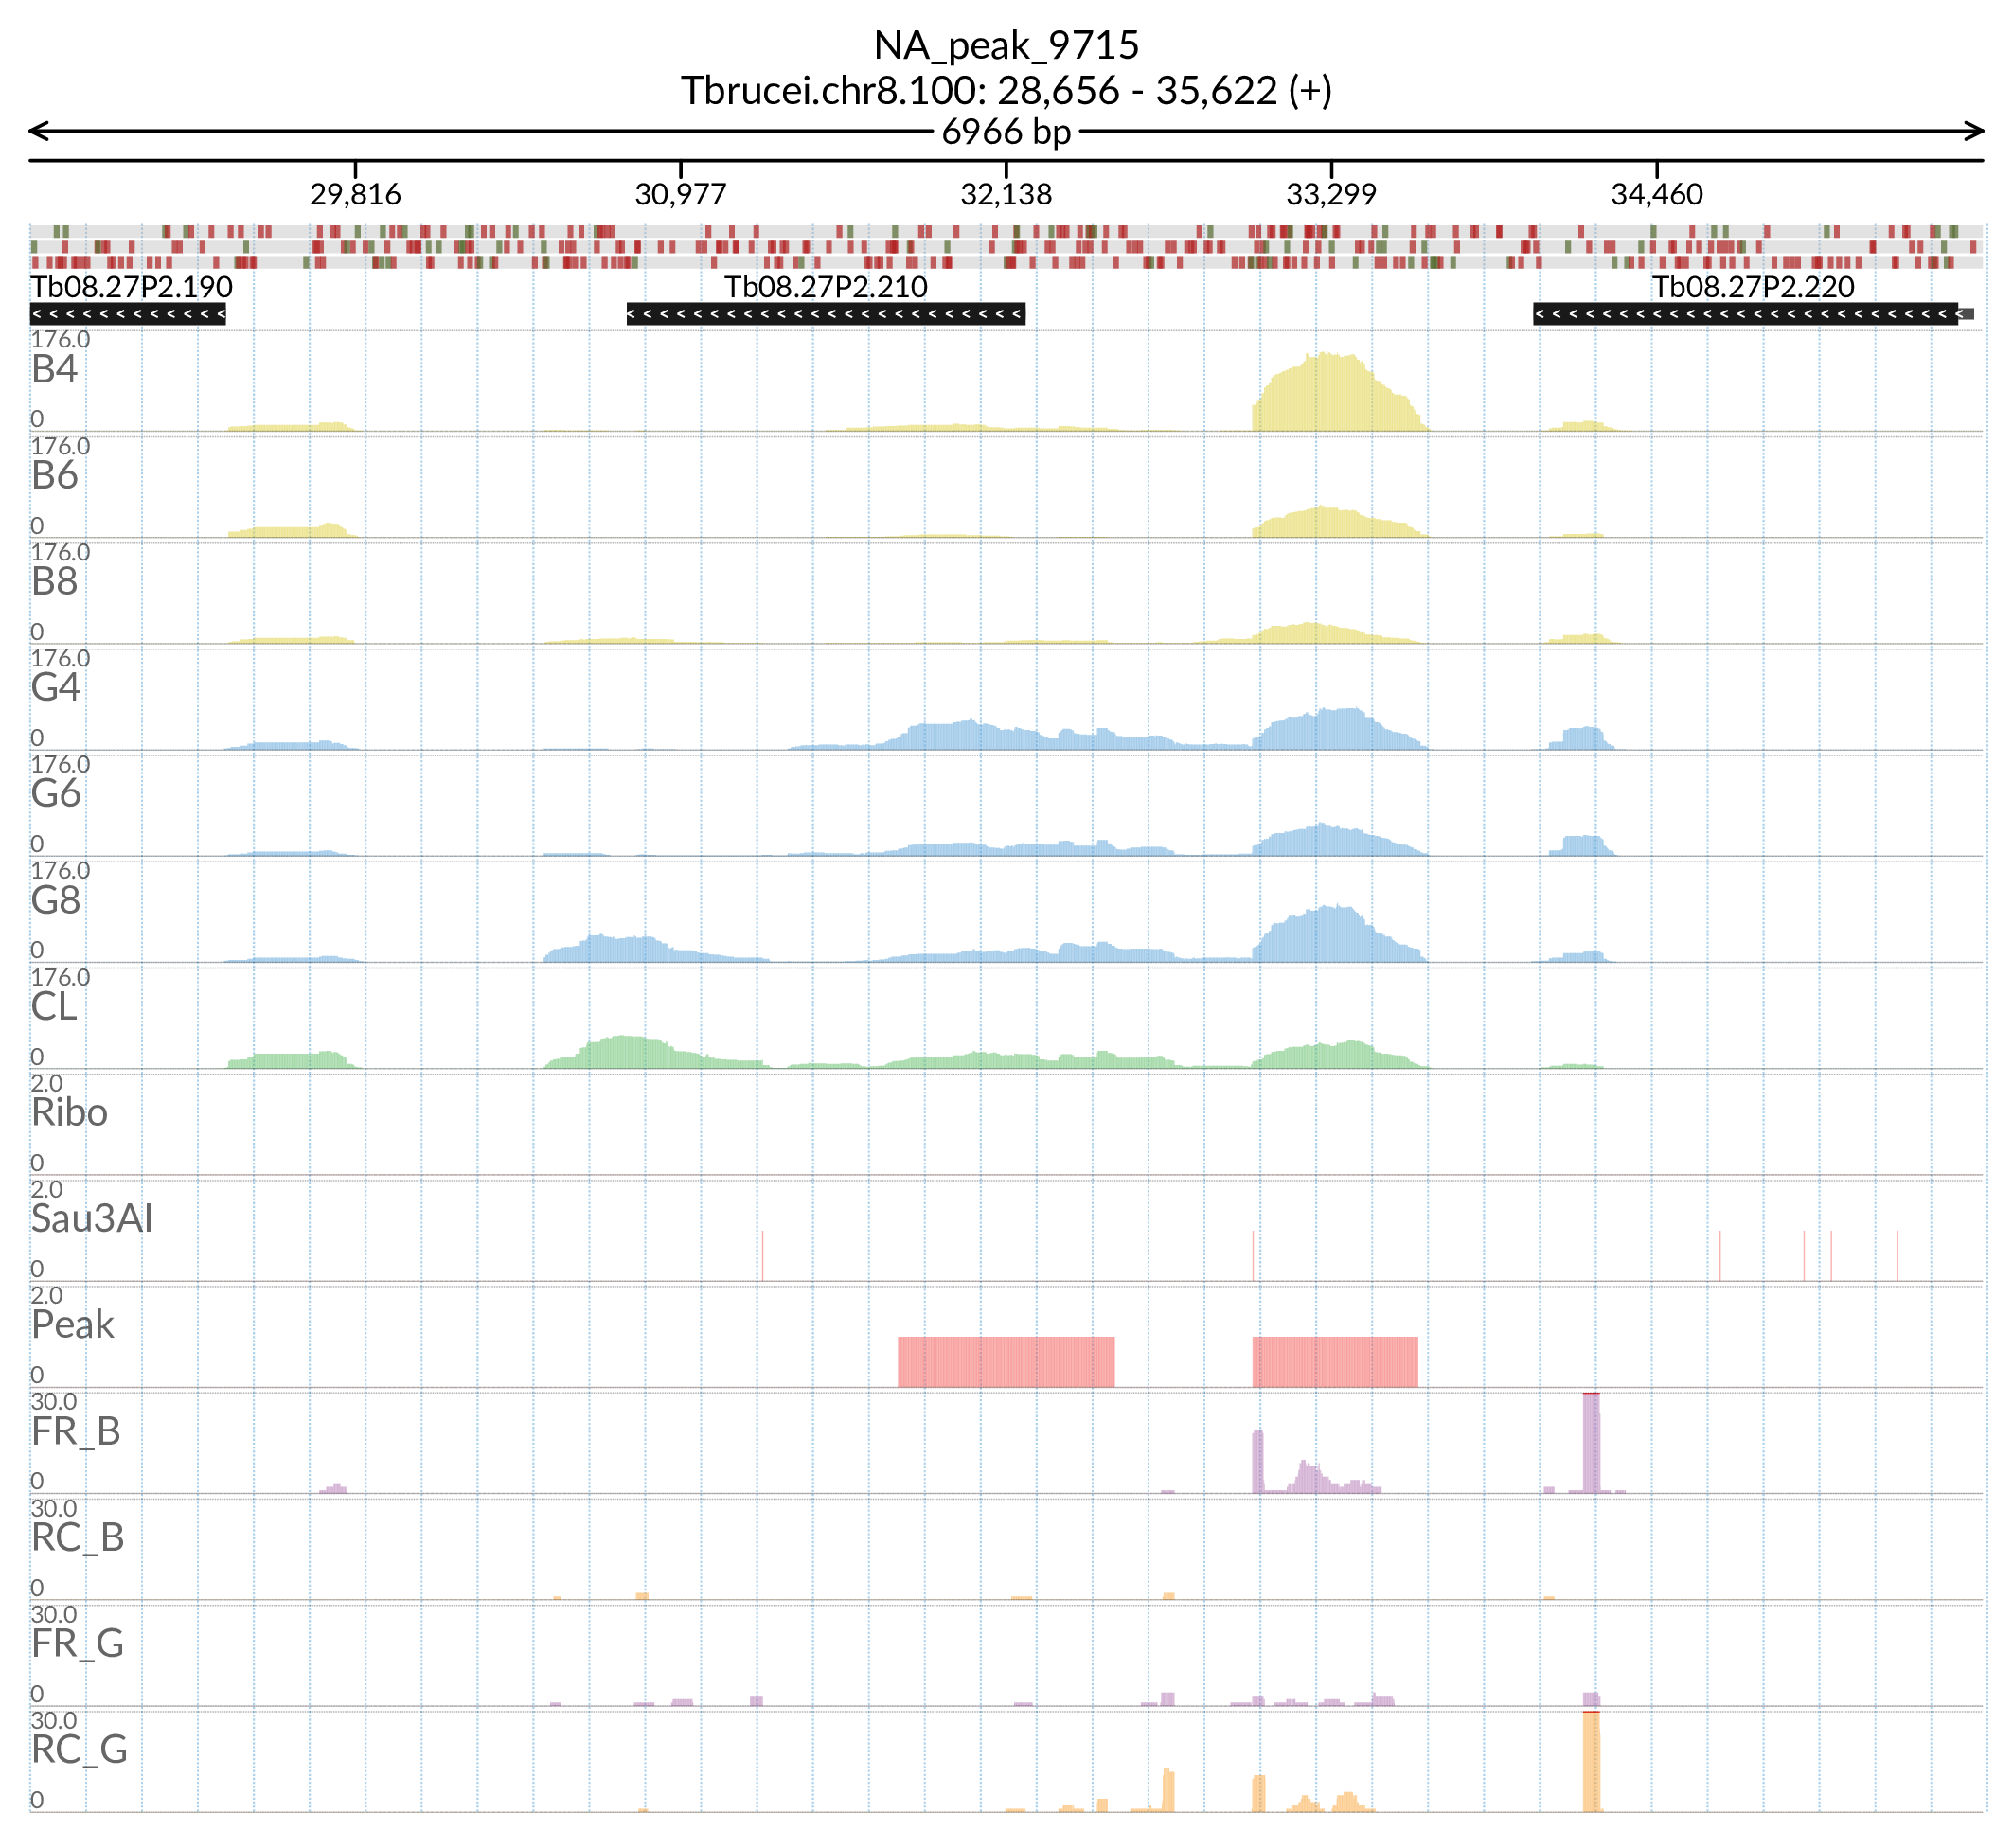 NA_peak_9715
Tbrucei.chr8.100: 28,656 - 35,622 (+)
6966 bp
29,816 30,977 32,138 33,299 34,460
Tb08.27P2.190 Tb08.27P2.210 Tb08.27P2.220
176.0
B4
0
176.0
B6
0
176.0
B8
0
176.0
G4
0
176.0
G6
0
176.0
G8
0
176.0
CL
0
2.0
Ribo
0
2.0
Sau3AI
0
2.0
Peak
0
30.0
FR_B
0
30.0
RC_B
0
30.0
FR_G
0
30.0
RC_G
0